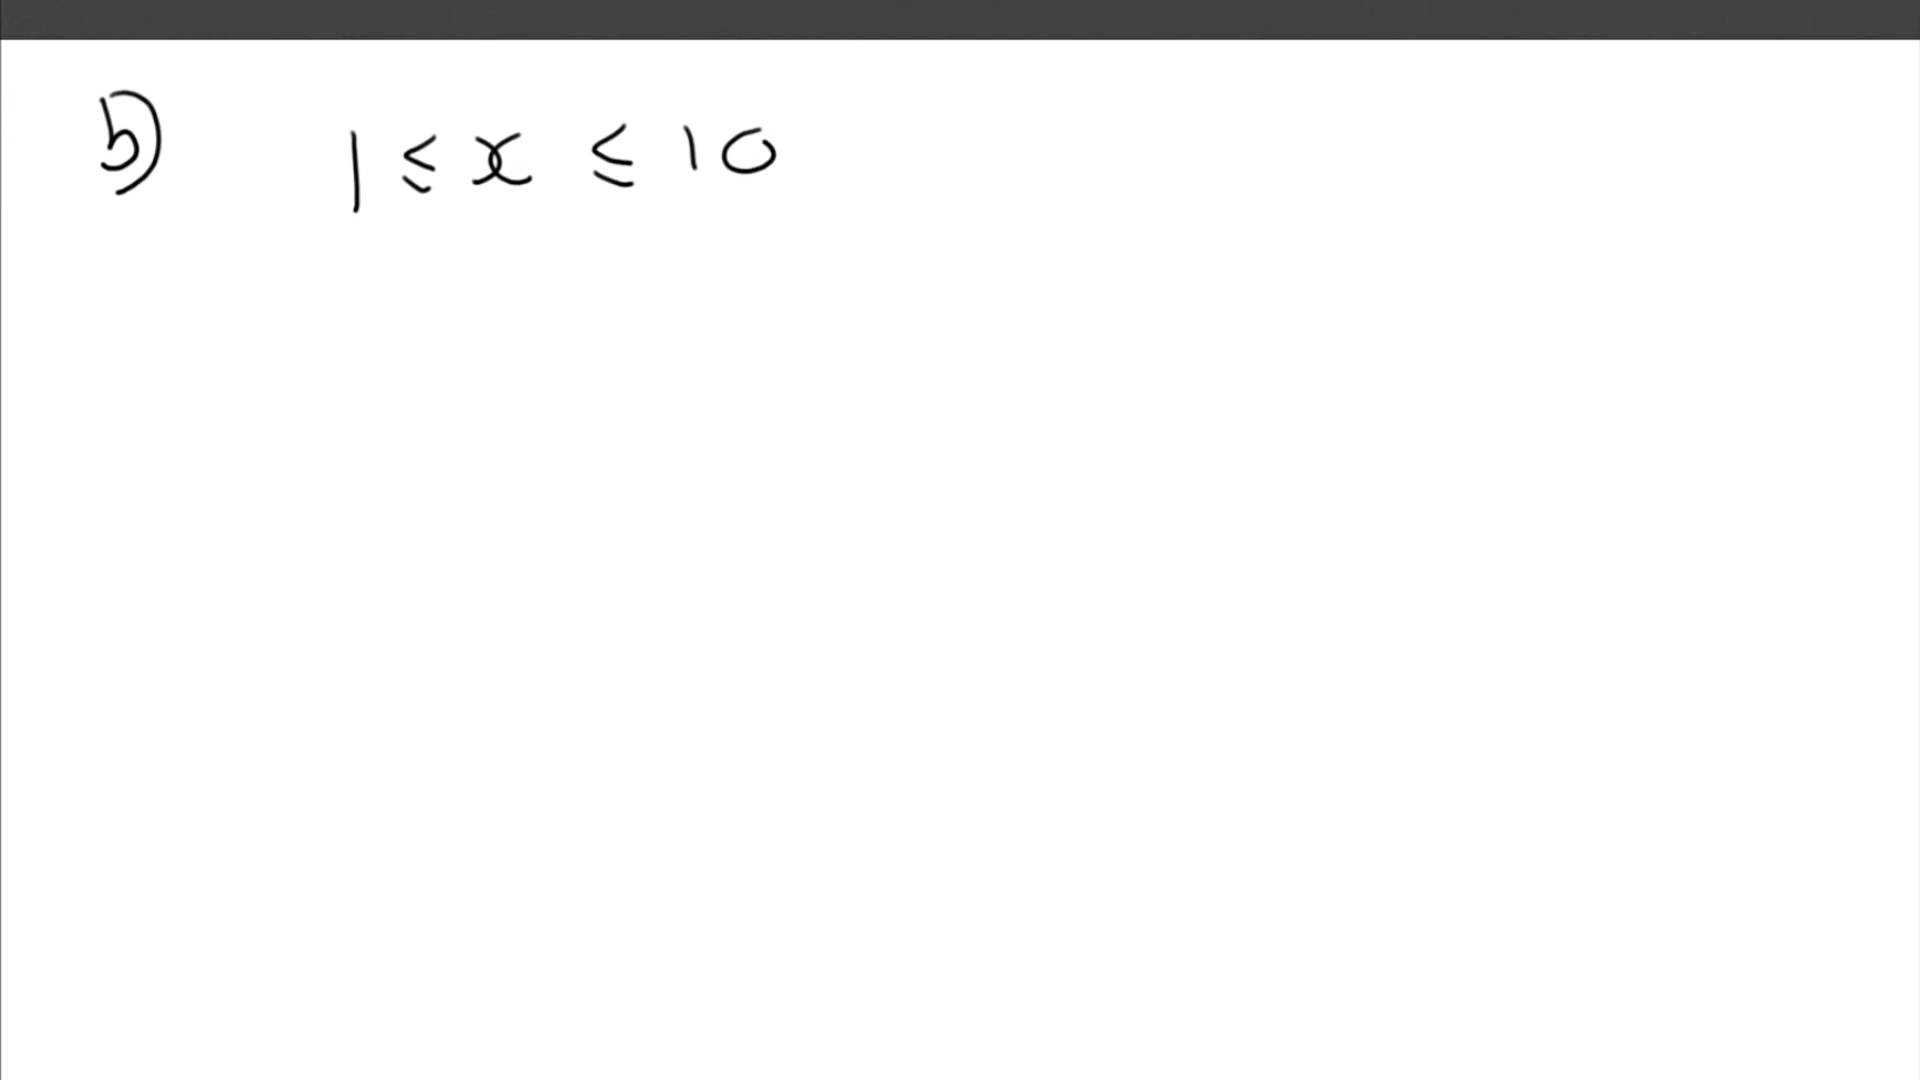 b) 1 ≤ x ≤ 10